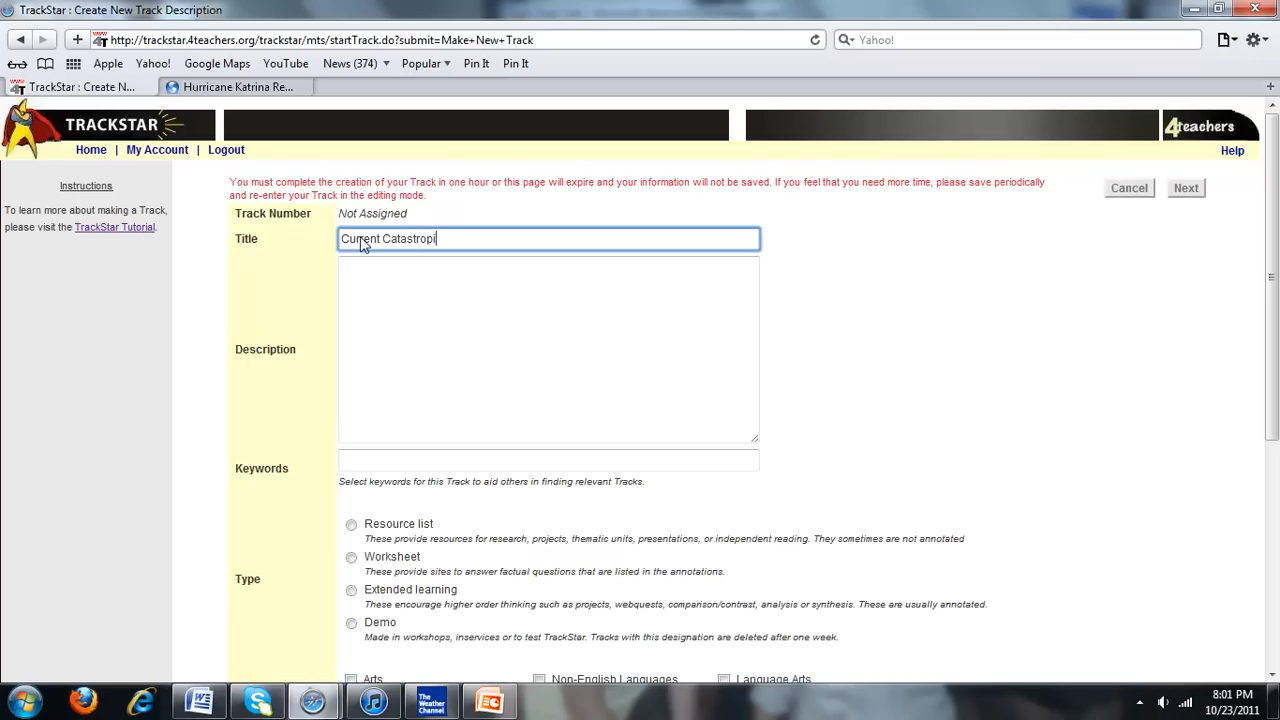 TrackStar : Create New Track Description
http://trackstar.4teachers.org/trackstar/mts/startTrack.do?submit=Make+New+Track
Yahoo!
Apple Yahoo! Google Maps YouTube News (374) Popular Pin It Pin It
TrackStar : Create N... Hurricane Katrina Re...
TRACKSTAR
4teachers
Home | My Account | Logout
Help
Instructions
To learn more about making a Track,
please visit the TrackStar Tutorial.
You must complete the creation of your Track in one hour or this page will expire and your information will not be saved. If you feel that you need more time, please save periodically
and re-enter your Track in the editing mode.
Cancel Next
Track Number Not Assigned
Title Current Catastropi
Description
Keywords
Select keywords for this Track to aid others in finding relevant Tracks.
Type
Resource list
These provide resources for research, projects, thematic units, presentations, or independent reading. They sometimes are not annotated
Worksheet
These provide sites to answer factual questions that are listed in the annotations.
Extended learning
These encourage higher order thinking such as projects, webquests, comparison/contrast, analysis or synthesis. These are usually annotated.
Demo
Made in workshops, inservices or to test TrackStar. Tracks with this designation are deleted after one week.
Arts Non-English Languages Language Arts
The Weather Channel
8:01 PM
10/23/2011